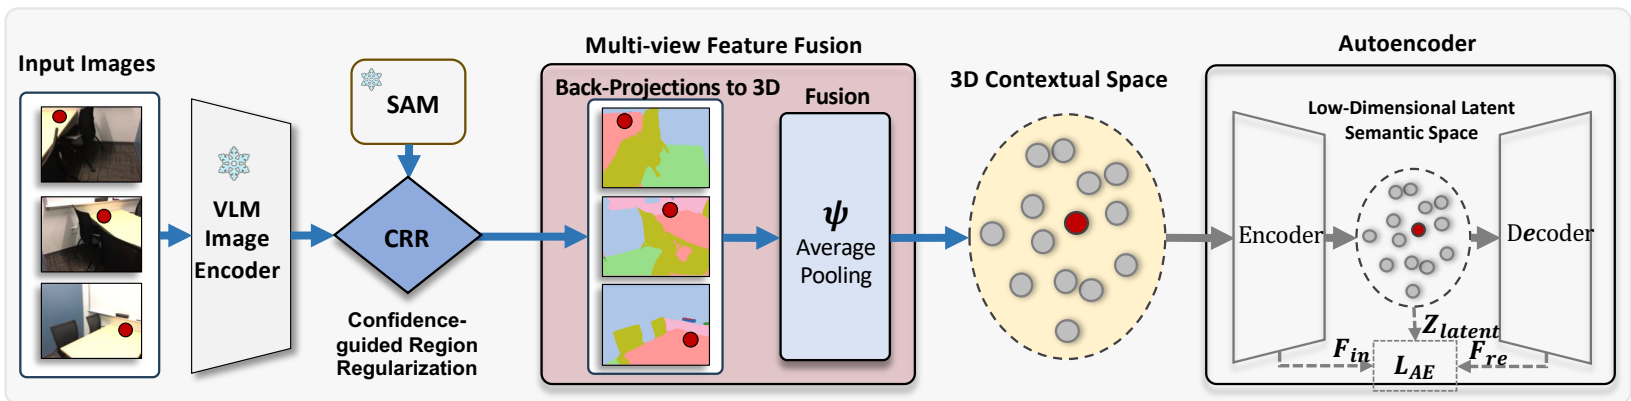 Input Images
VLM
Image
Encoder
SAM
CRR
Confidence-
guided Region
Regularization
Multi-view Feature Fusion
Back-Projections to 3D
Fusion
ψ
Average
Pooling
3D Contextual Space
Autoencoder
Low-Dimensional Latent
Semantic Space
Encoder
Decoder
Z_latent
F_in
F_re
L_AE